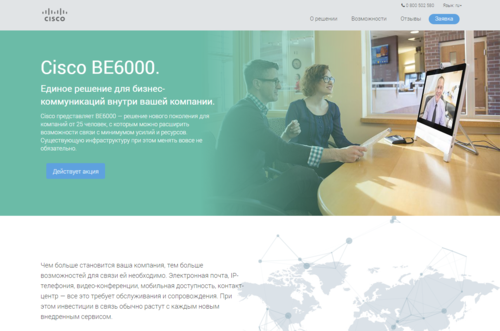 0 800 502 560
CISCO
О решении Возможности Отзывы Заявка
Cisco BE6000.
Единое решение для бизнес-
коммуникаций внутри вашей компании.
Cisco представляет BE6000 — решение нового поколения для
компаний от 25 человек, с которым можно расширить
возможности связи с минимумом усилий и ресурсов.
Существующую инфраструктуру при этом менять вовсе не
обязательно.
Действует акция
Чем больше становится ваша компания, тем больше
возможностей для связи ей необходимо. Электронная почта, IP-
телефония, видео-конференции, мобильная доступность, контакт-
центр — все это требует обслуживания и сопровождения. При
этом инвестиции в связь обычно растут с каждым новым
внедренным сервисом.